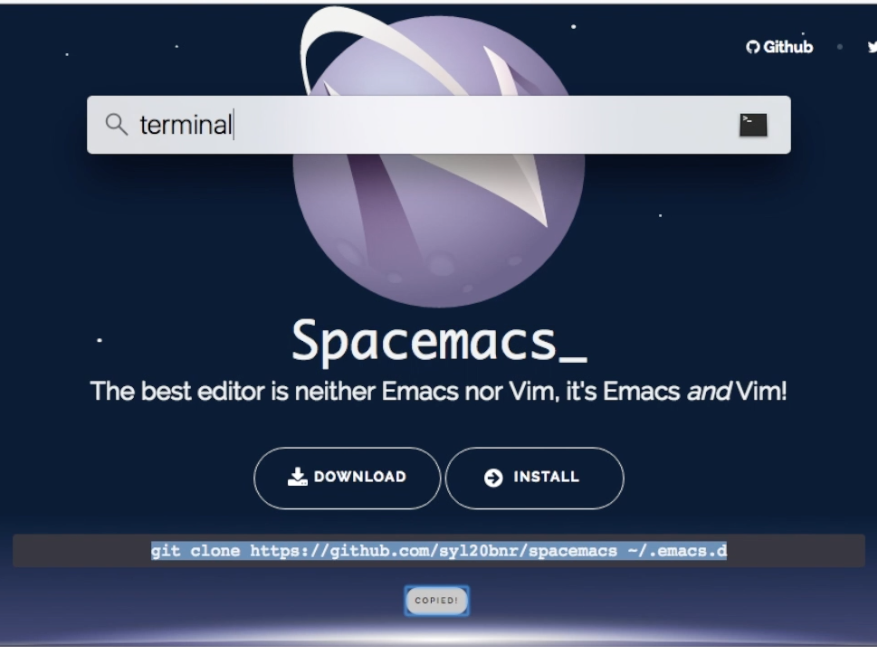 Github
terminal
>_
Spacemacs_
The best editor is neither Emacs nor Vim, it's Emacs and Vim!
DOWNLOAD
INSTALL
git clone https://github.com/syl20bnr/spacemacs ~/.emacs.d
COPIED!